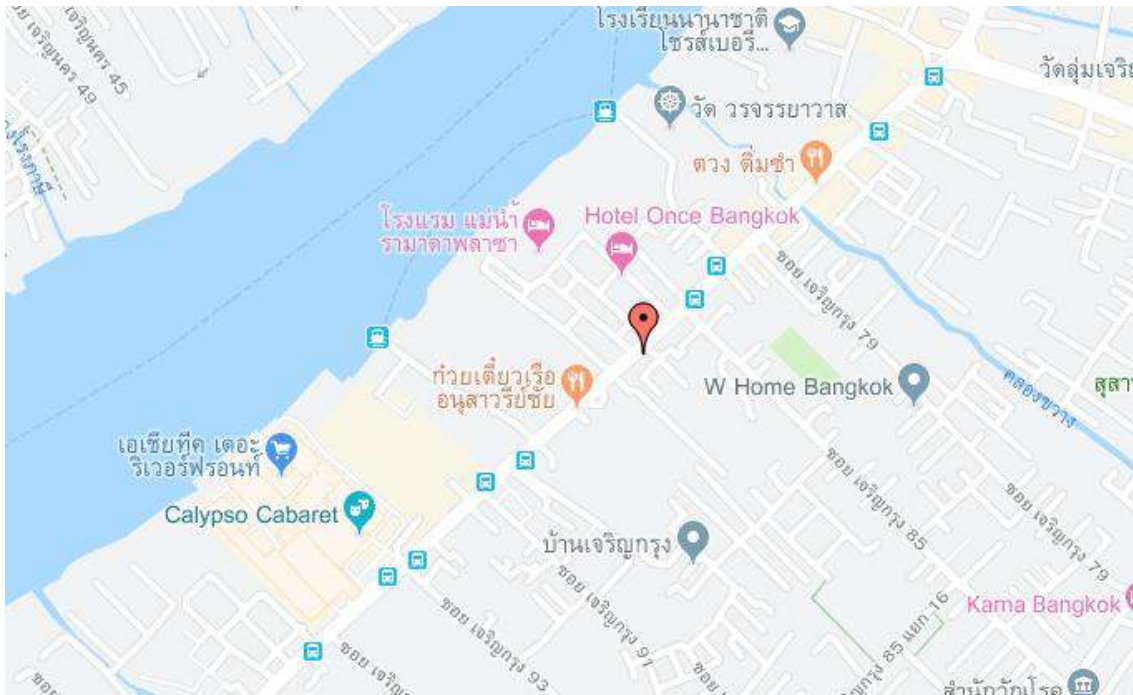 โรงเรียนนานาชาติ
โชรส์เบอรี...
วัดลุ่มเจริ
ซอย เจริญนคร 45
ซอย เจริญนคร 49
วัด วรจรรยาวาส
ตวง ติ่มซำ
โรงแรม แม่น้ำ
รามาดาพลาซา
Hotel Once Bangkok
ซอย เจริญกรุง 79
W Home Bangkok
คลองขวาง
ก๋วยเตี๋ยวเรือ
อนุสาวรีย์ชัย
เอเชียทีค เดอะ
ริเวอร์ฟรอนท์
Calypso Cabaret
บ้านเจริญกรุง
ซอย เจริญกรุง 85
ซอย เจริญกรุง 79
Kama Bangkok
ซอย เจริญกรุง 91
ซอย เจริญกรุง 93
เจริญกรุง 85 แยก 16
สำนักวัณโรค